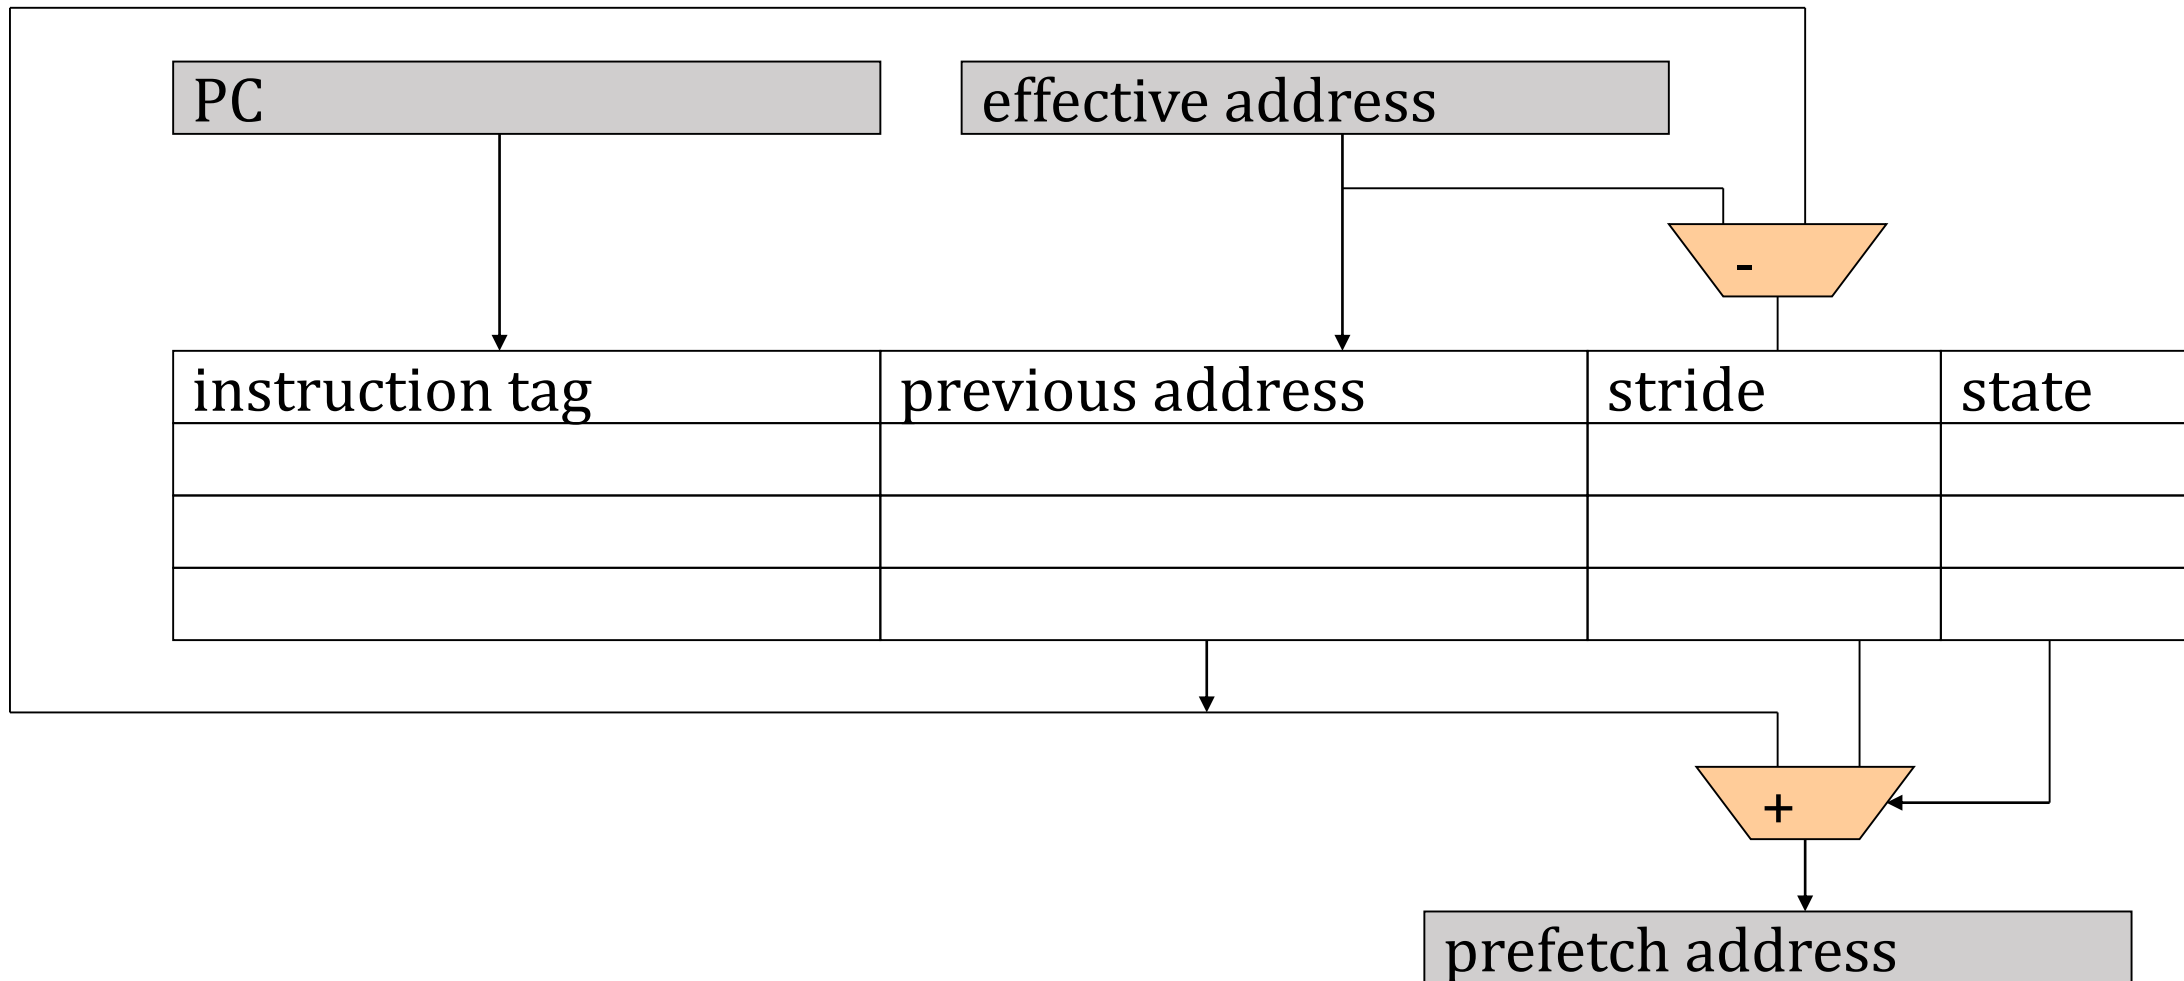 PC
effective address
-
instruction tag
previous address
stride
state
+
prefetch address